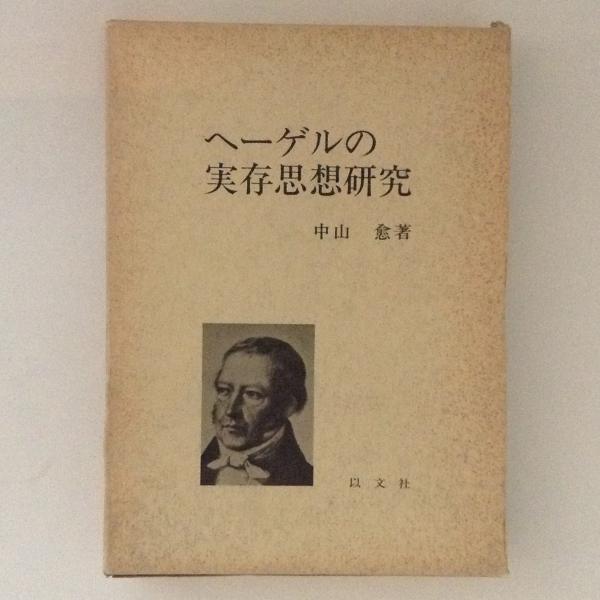 ヘーゲルの
実存思想研究
中山 愈著
以文社